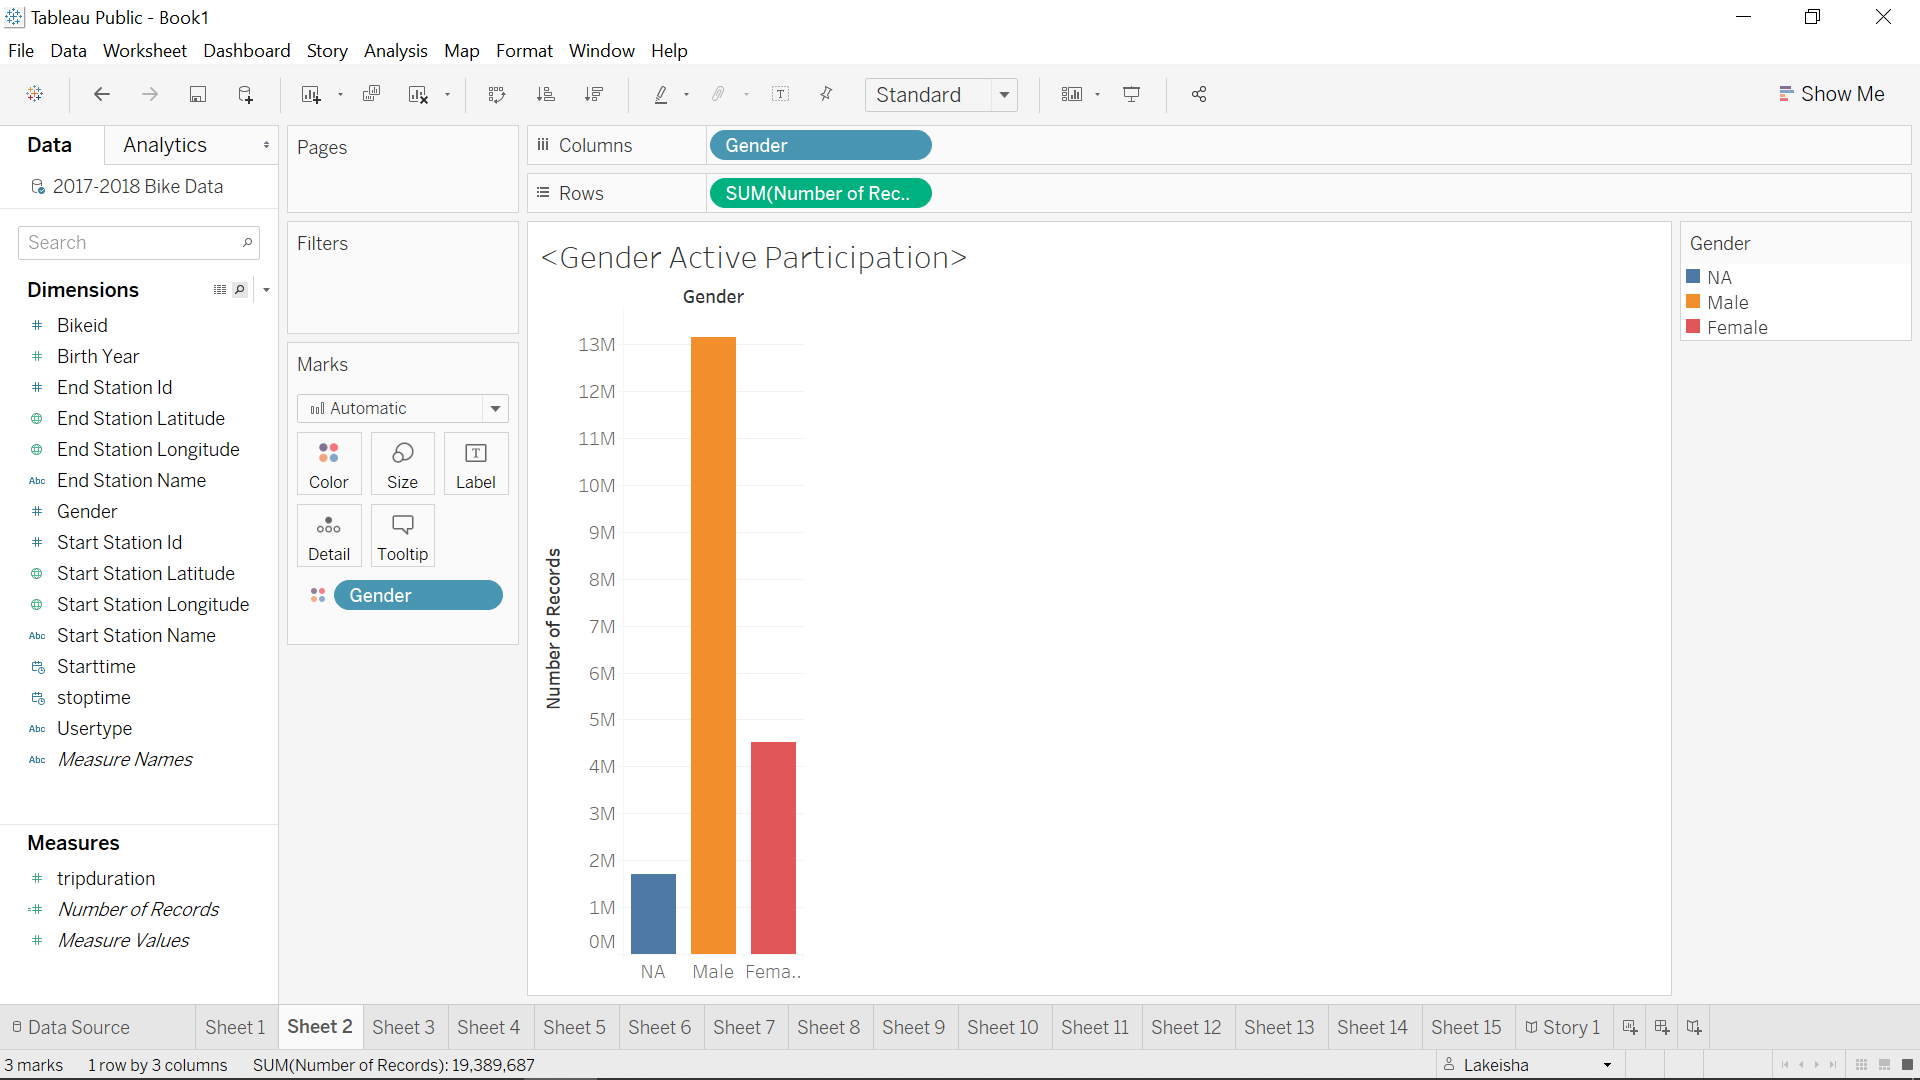 Tableau Public - Book1
File Data Worksheet Dashboard Story Analysis Map Format Window Help
Standard
Show Me
Data
Analytics
2017-2018 Bike Data
Search
Dimensions
Bikeid
Birth Year
End Station Id
End Station Latitude
End Station Longitude
Abc End Station Name
Gender
Start Station Id
Start Station Latitude
Start Station Longitude
Abc Start Station Name
Starttime
stoptime
Abc Usertype
Abc Measure Names
Measures
tripduration
Number of Records
Measure Values
Pages
Filters
Marks
Automatic
Color Size Label
Detail Tooltip
Gender
Columns Gender
Rows SUM(Number of Rec..
<Gender Active Participation>
Gender
Number of Records
13M
12M
11M
10M
9M
8M
7M
6M
5M
4M
3M
2M
1M
0M
NA Male Fema..
Gender
NA
Male
Female
Data Source Sheet 1 Sheet 2 Sheet 3 Sheet 4 Sheet 5 Sheet 6 Sheet 7 Sheet 8 Sheet 9 Sheet 10 Sheet 11 Sheet 12 Sheet 13 Sheet 14 Sheet 15 Story 1
3 marks 1 row by 3 columns SUM(Number of Records): 19,389,687
Lakeisha